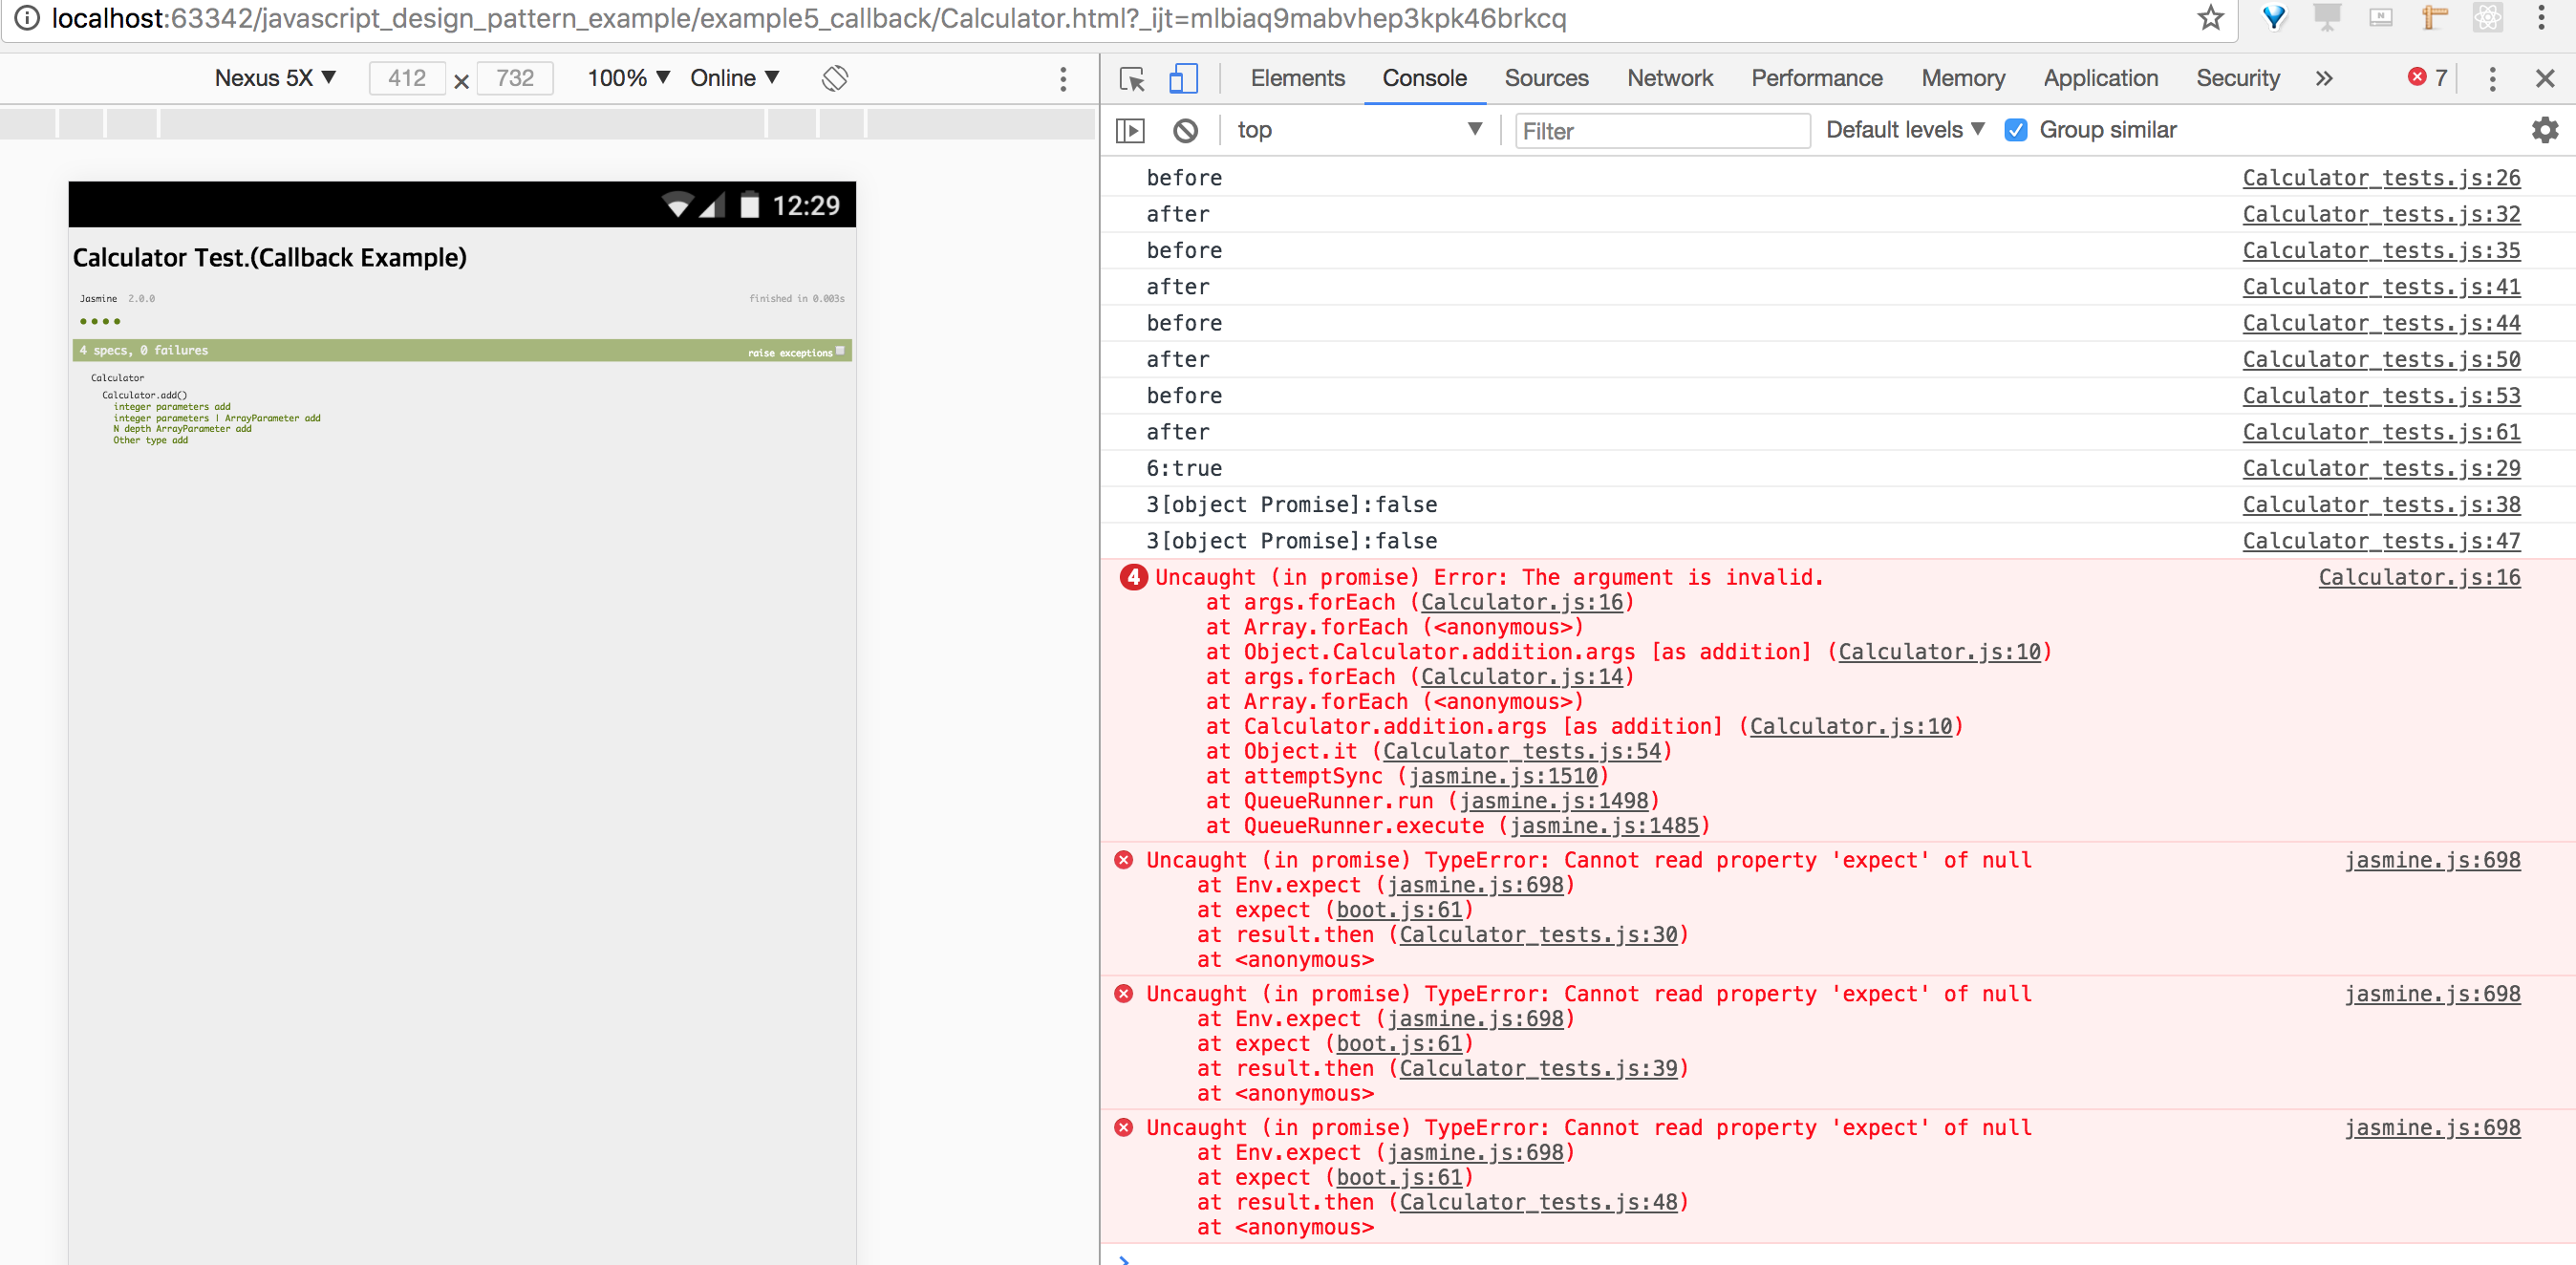 localhost:63342/javascript_design_pattern_example/example5_callback/Calculator.html?_ijt=mlbiaq9mabvhep3kpk46brkcq
Nexus 5X ▼ 412 × 732 100% ▼ Online ▼
Elements Console Sources Network Performance Memory Application Security » 7
top ▼ Filter Default levels ▼ Group similar
12:29
Calculator Test.(Callback Example)
Jasmine 2.0.0 finished in 0.003s
••••
4 specs, 0 failures raise exceptions
Calculator
Calculator.add()
integer parameters add
integer parameters | ArrayParameter add
N depth ArrayParameter add
Other type add
before Calculator_tests.js:26
after Calculator_tests.js:32
before Calculator_tests.js:35
after Calculator_tests.js:41
before Calculator_tests.js:44
after Calculator_tests.js:50
before Calculator_tests.js:53
after Calculator_tests.js:61
6:true Calculator_tests.js:29
3[object Promise]:false Calculator_tests.js:38
3[object Promise]:false Calculator_tests.js:47
4 Uncaught (in promise) Error: The argument is invalid. Calculator.js:16
at args.forEach (Calculator.js:16)
at Array.forEach (<anonymous>)
at Object.Calculator.addition.args [as addition] (Calculator.js:10)
at args.forEach (Calculator.js:14)
at Array.forEach (<anonymous>)
at Calculator.addition.args [as addition] (Calculator.js:10)
at Object.it (Calculator_tests.js:54)
at attemptSync (jasmine.js:1510)
at QueueRunner.run (jasmine.js:1498)
at QueueRunner.execute (jasmine.js:1485)
Uncaught (in promise) TypeError: Cannot read property 'expect' of null jasmine.js:698
at Env.expect (jasmine.js:698)
at expect (boot.js:61)
at result.then (Calculator_tests.js:30)
at <anonymous>
Uncaught (in promise) TypeError: Cannot read property 'expect' of null jasmine.js:698
at Env.expect (jasmine.js:698)
at expect (boot.js:61)
at result.then (Calculator_tests.js:39)
at <anonymous>
Uncaught (in promise) TypeError: Cannot read property 'expect' of null jasmine.js:698
at Env.expect (jasmine.js:698)
at expect (boot.js:61)
at result.then (Calculator_tests.js:48)
at <anonymous>